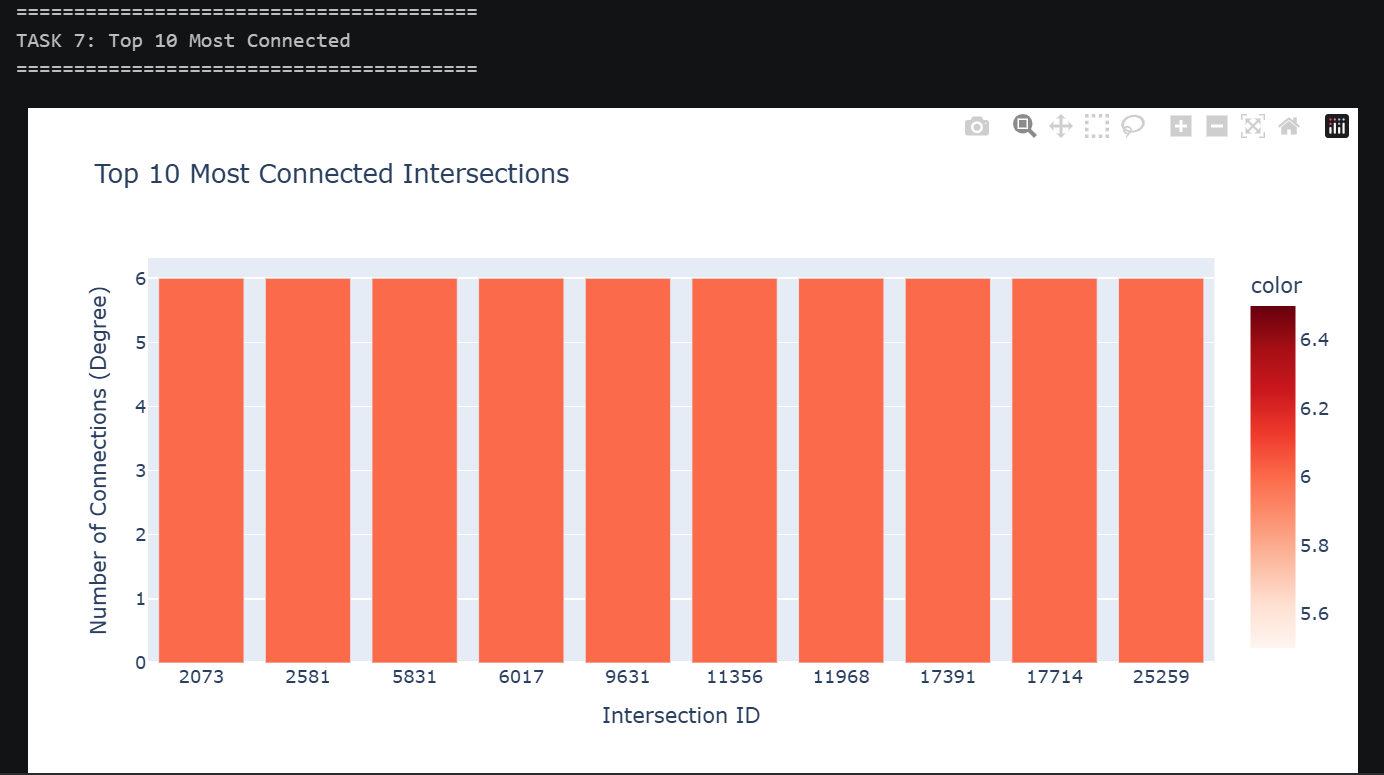 ========================================
TASK 7: Top 10 Most Connected
========================================
Top 10 Most Connected Intersections
color
Number of Connections (Degree)
6
5
4
3
2
1
0
6.4
6.2
6
5.8
5.6
2073 2581 5831 6017 9631 11356 11968 17391 17714 25259
Intersection ID